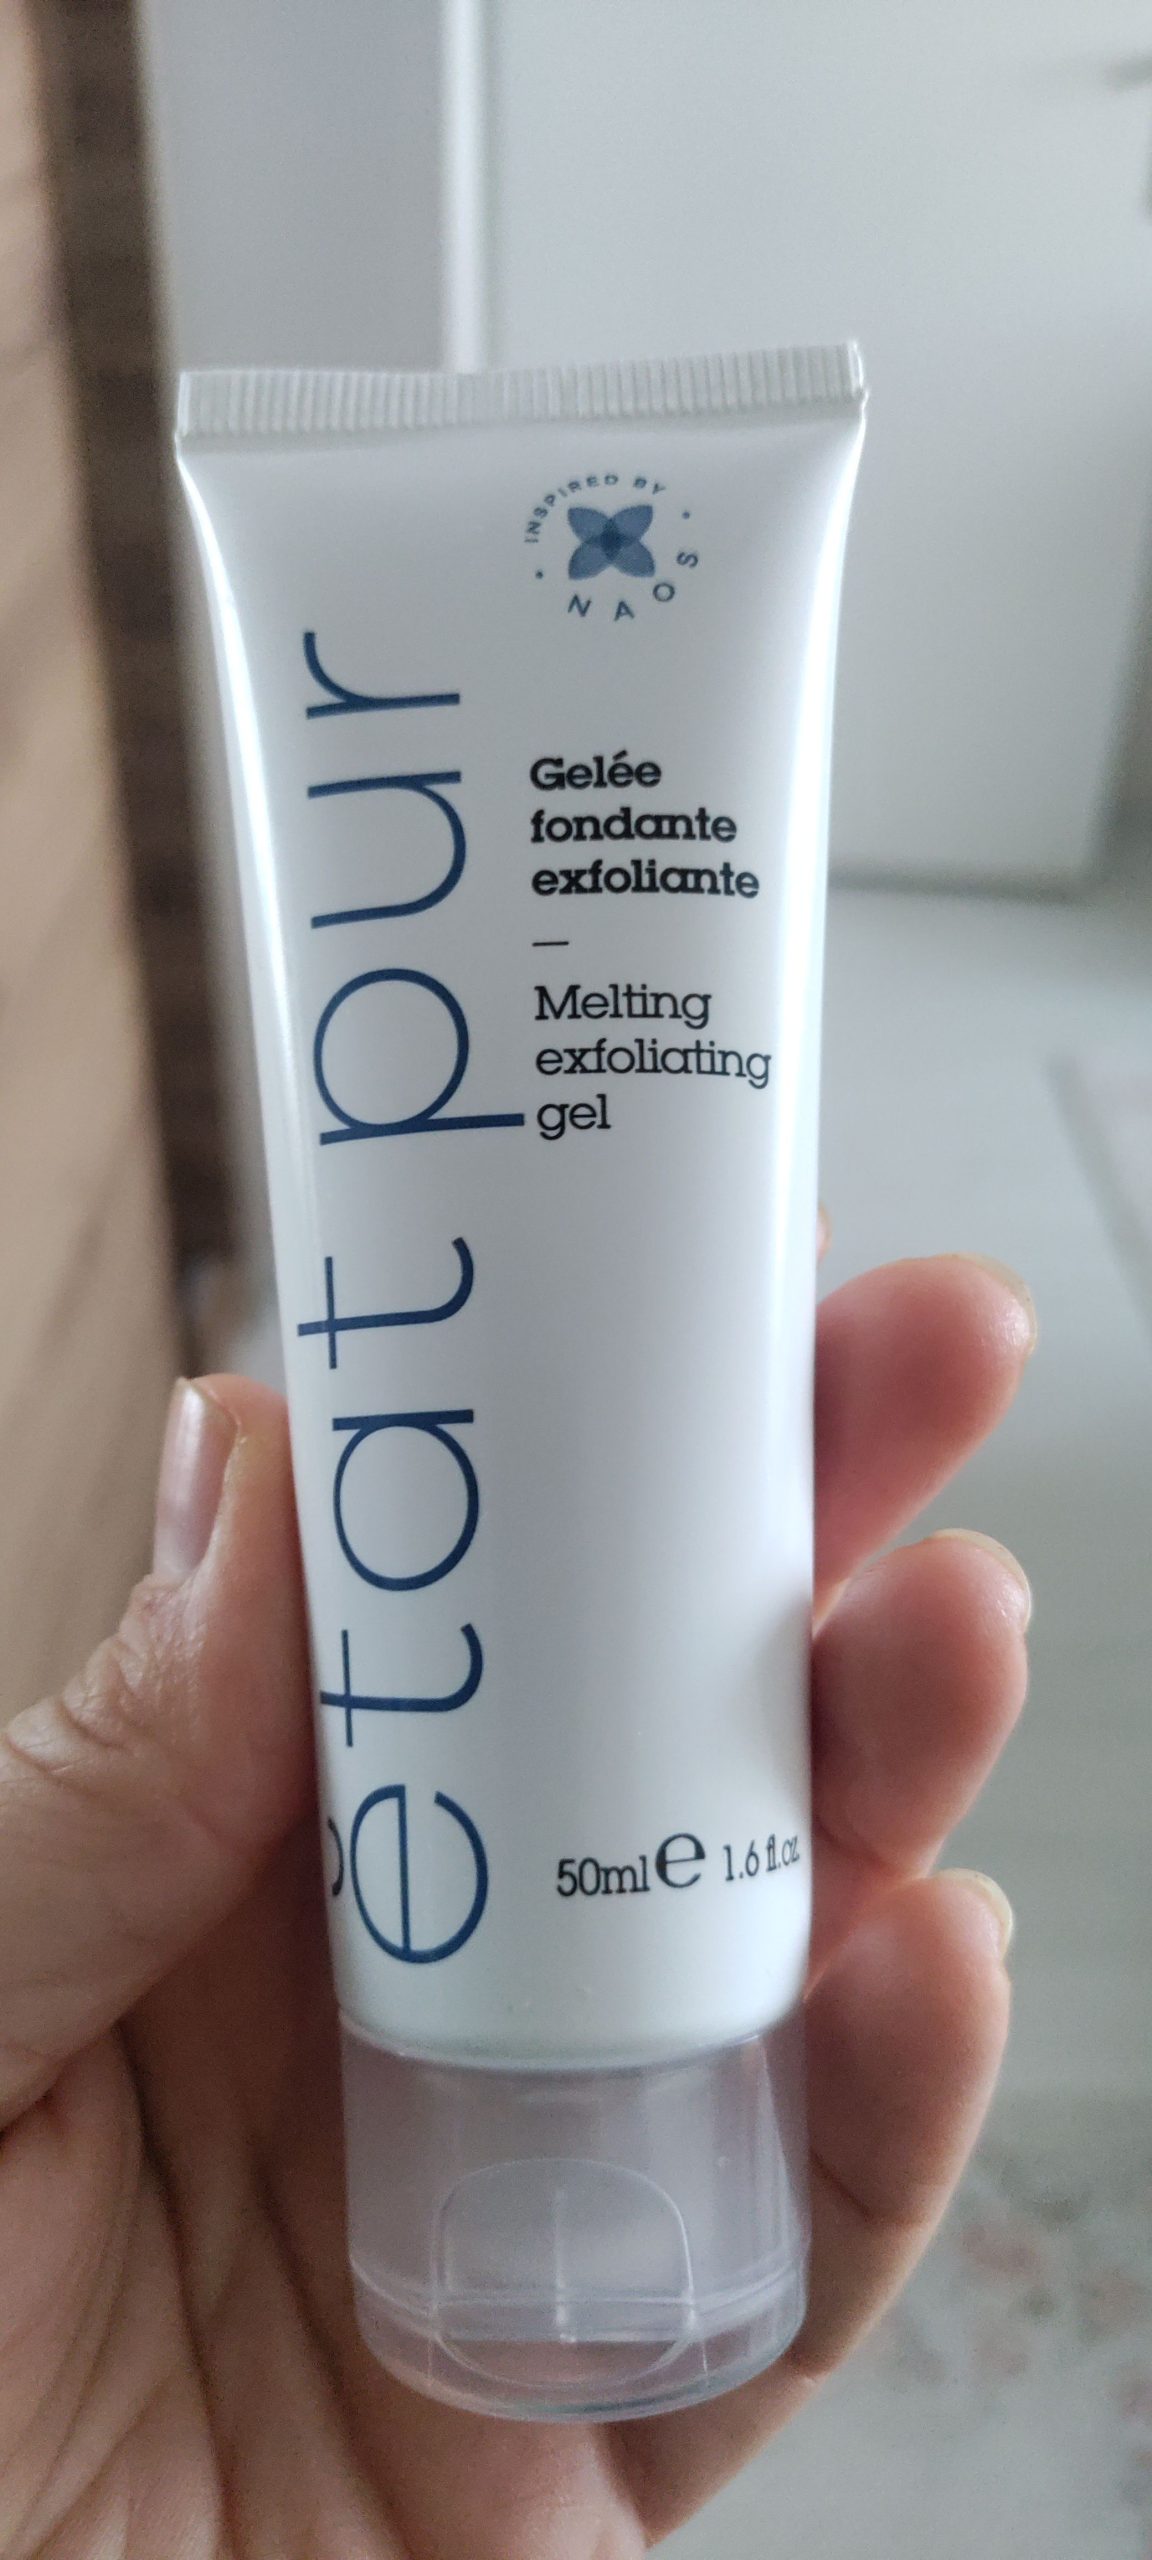 INSPIRED BY
NAOS
etat pur
Gelée
fondante
exfoliante
—
Melting
exfoliating
gel
50ml e 1.6 fl.oz.